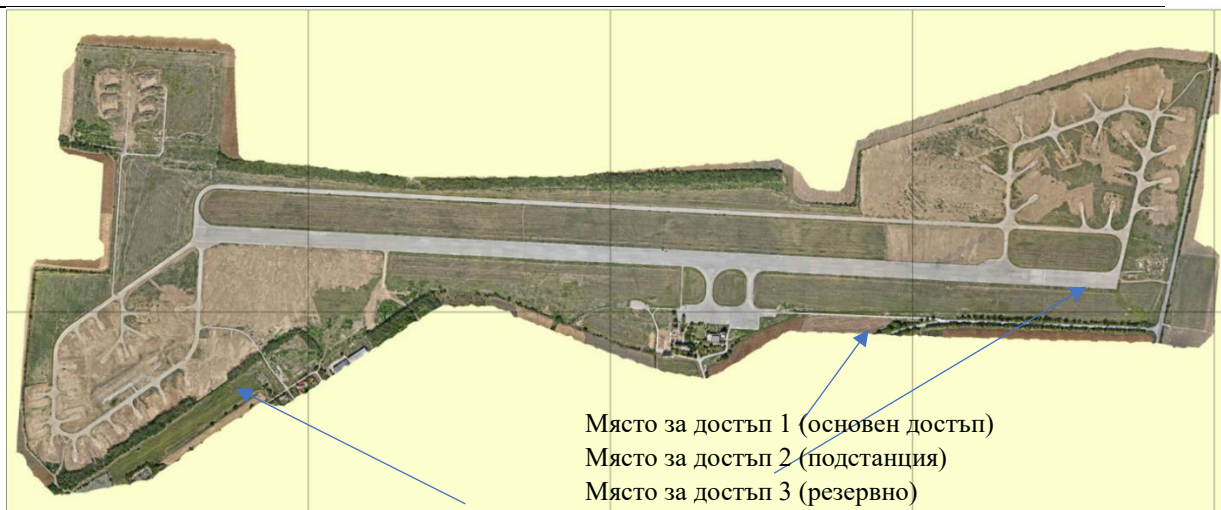 Място за достъп 1 (основен достъп)
Място за достъп 2 (подстанция)
Място за достъп 3 (резервно)